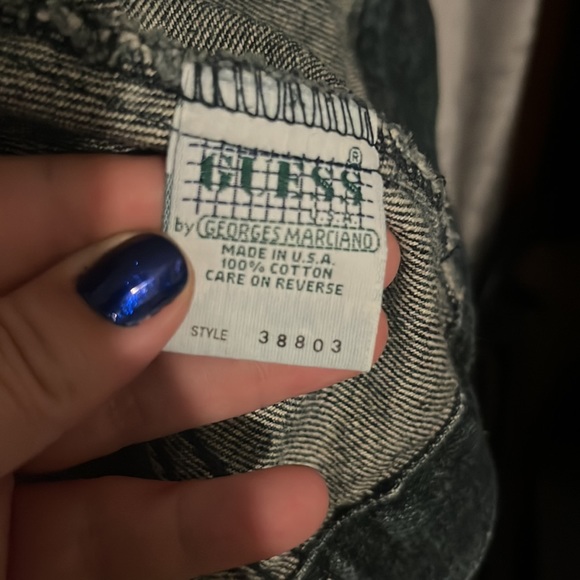 GUESS ®
U.S.A.
by GEORGES MARCIANO
MADE IN U.S.A.
100% COTTON
CARE ON REVERSE
STYLE 38803